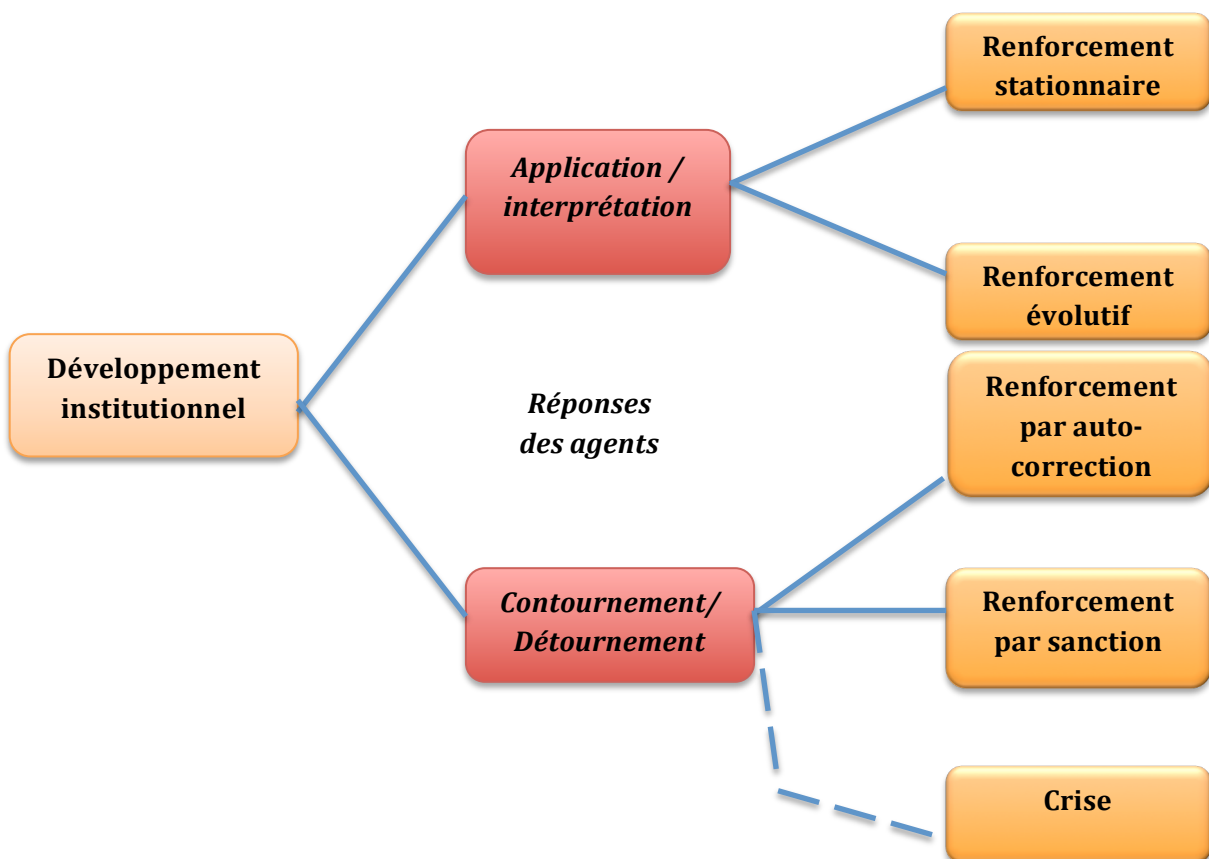 Renforcement
stationnaire
Application /
interprétation
Renforcement
évolutif
Développement
institutionnel
Réponses
des agents
Renforcement
par auto-
correction
Contournement/
Détournement
Renforcement
par sanction
Crise